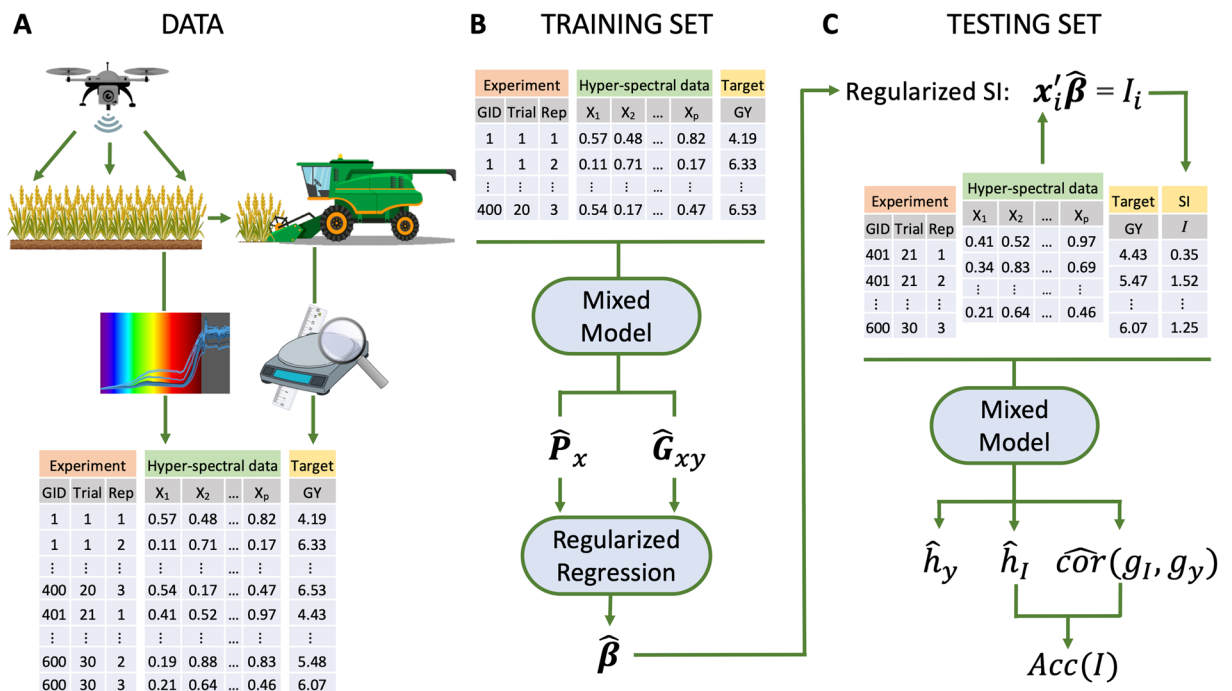 A DATA
Experiment Hyper-spectral data Target
GID Trial Rep X₁ X₂ ... Xₚ GY
1 1 1 0.57 0.48 ... 0.82 4.19
1 1 2 0.11 0.71 ... 0.17 6.33
⋮ ⋮ ⋮ ⋮ ⋮ ... ⋮ ⋮
400 20 3 0.54 0.17 ... 0.47 6.53
401 21 1 0.41 0.52 ... 0.97 4.43
⋮ ⋮ ⋮ ⋮ ⋮ ... ⋮ ⋮
600 30 2 0.19 0.88 ... 0.83 5.48
600 30 3 0.21 0.64 ... 0.46 6.07
B TRAINING SET
Experiment Hyper-spectral data Target
GID Trial Rep X₁ X₂ ... Xₚ GY
1 1 1 0.57 0.48 ... 0.82 4.19
1 1 2 0.11 0.71 ... 0.17 6.33
⋮ ⋮ ⋮ ⋮ ⋮ ... ⋮ ⋮
400 20 3 0.54 0.17 ... 0.47 6.53
Mixed
Model
P̂ₓ Ĝₓᵧ
Regularized
Regression
β̂
C TESTING SET
Regularized SI: x′ᵢβ̂ = Iᵢ
Experiment Hyper-spectral data Target SI
GID Trial Rep X₁ X₂ ... Xₚ GY I
401 21 1 0.41 0.52 ... 0.97 4.43 0.35
401 21 2 0.34 0.83 ... 0.69 5.47 1.52
⋮ ⋮ ⋮ ⋮ ⋮ ... ⋮ ⋮ ⋮
600 30 3 0.21 0.64 ... 0.46 6.07 1.25
Mixed
Model
ĥ_y ĥ_I ĉor(g_I, g_y)
Acc(I)